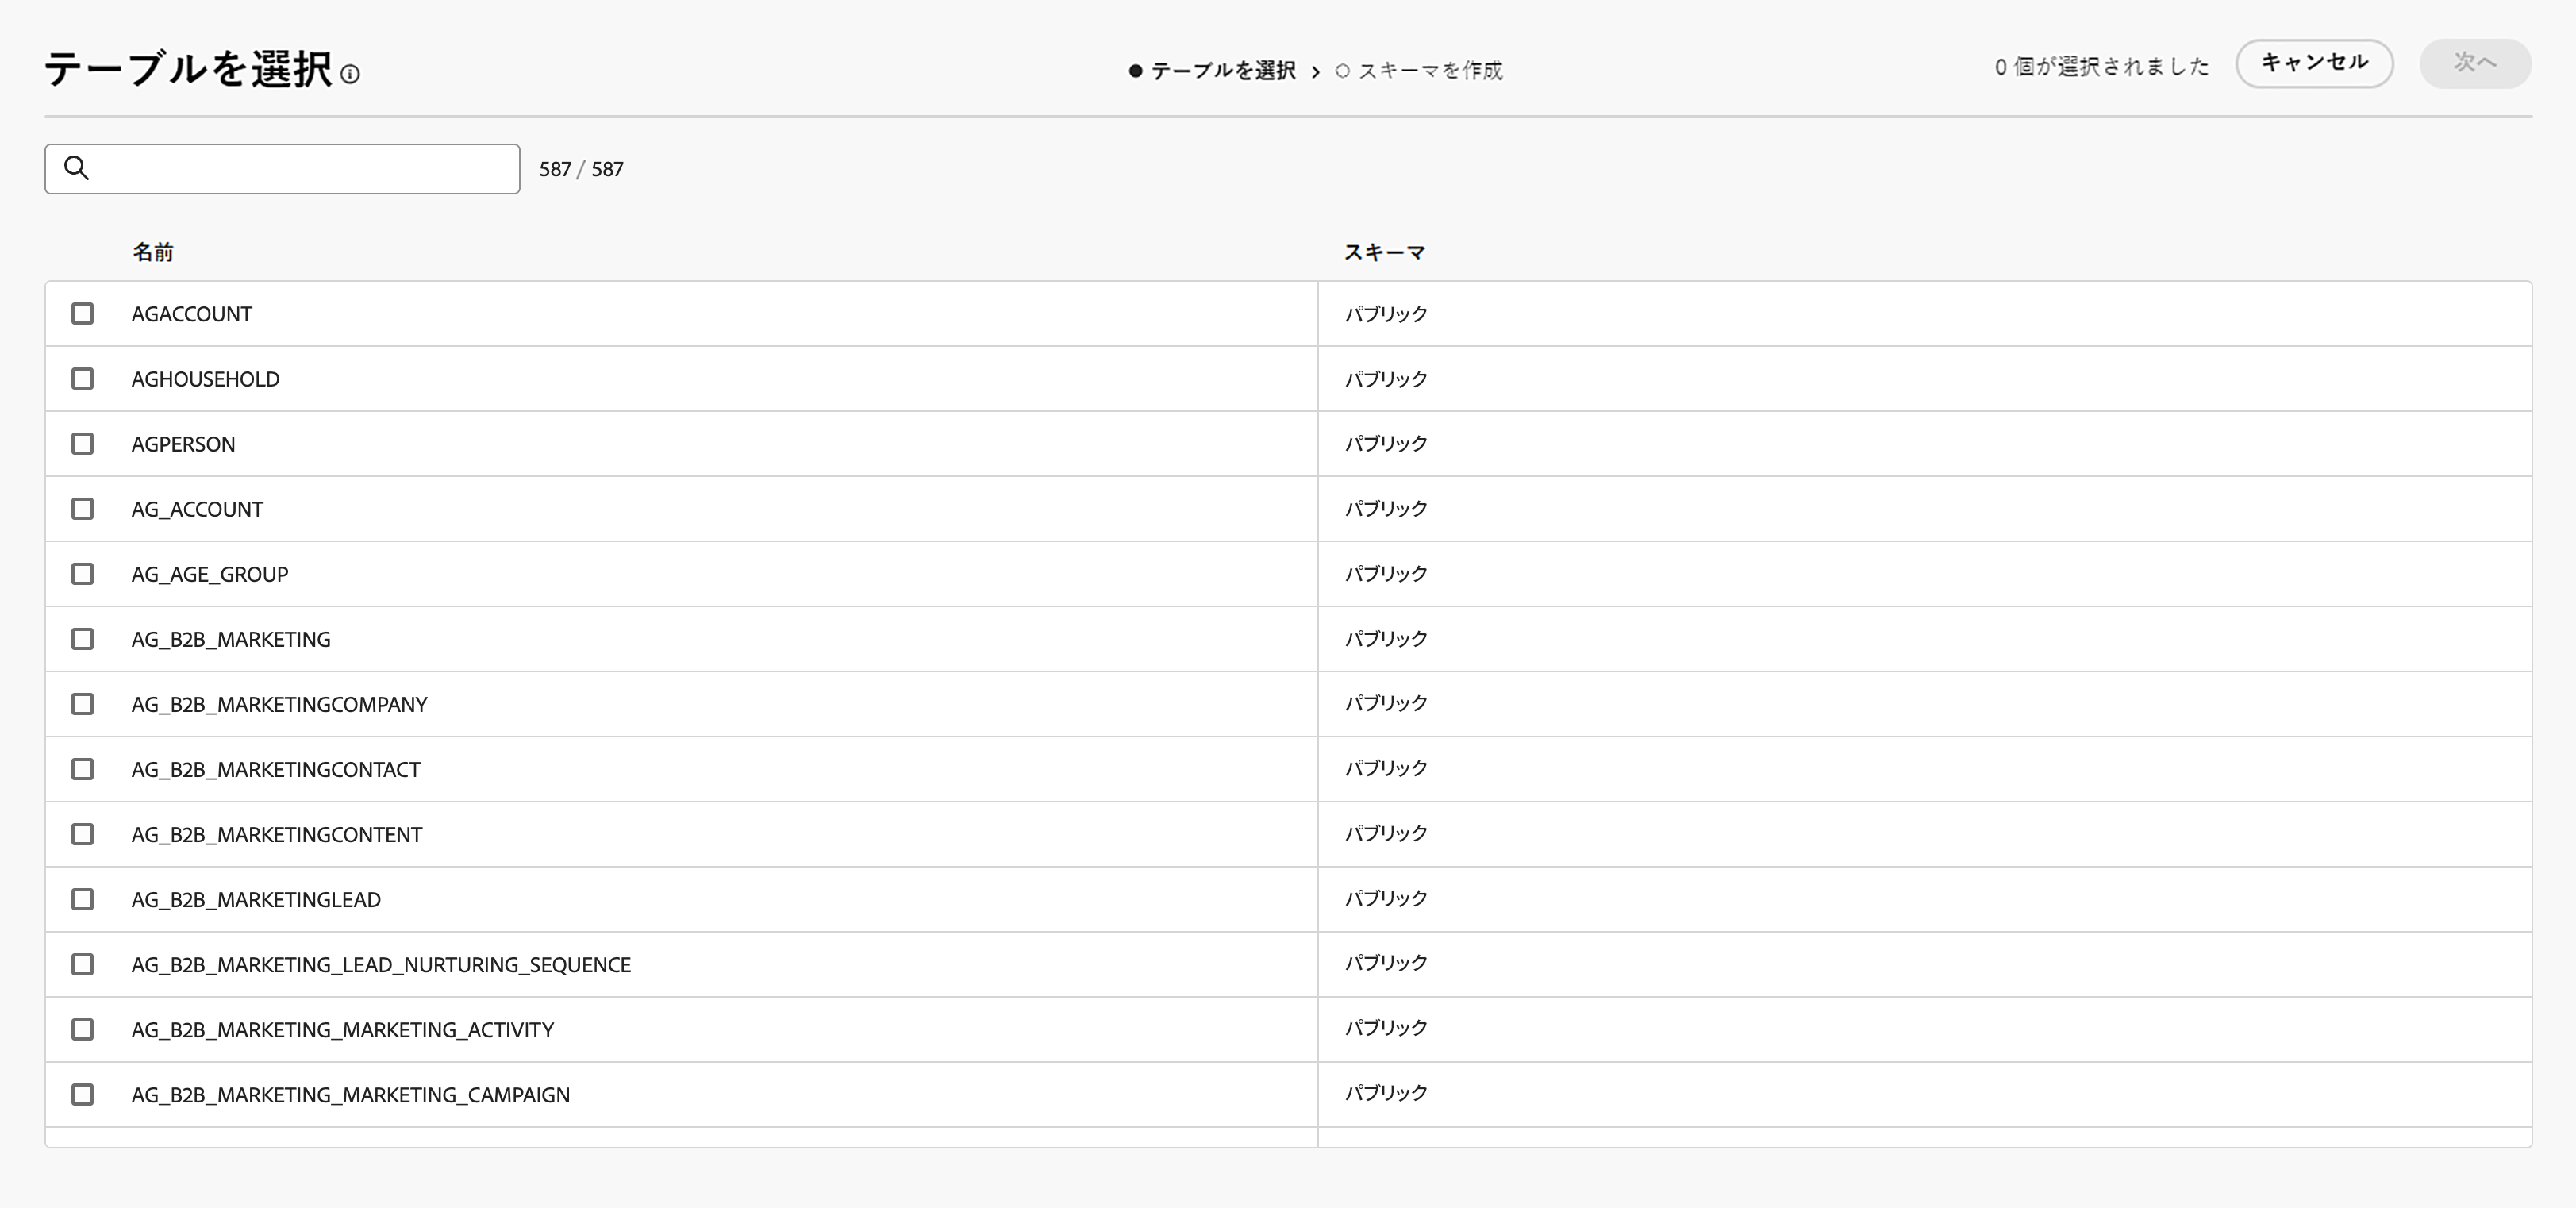 テーブルを選択
テーブルを選択 スキーマを作成
0 個が選択されました キャンセル 次へ
587 / 587
名前 スキーマ
AGACCOUNT パブリック
AGHOUSEHOLD パブリック
AGPERSON パブリック
AG_ACCOUNT パブリック
AG_AGE_GROUP パブリック
AG_B2B_MARKETING パブリック
AG_B2B_MARKETINGCOMPANY パブリック
AG_B2B_MARKETINGCONTACT パブリック
AG_B2B_MARKETINGCONTENT パブリック
AG_B2B_MARKETINGLEAD パブリック
AG_B2B_MARKETING_LEAD_NURTURING_SEQUENCE パブリック
AG_B2B_MARKETING_MARKETING_ACTIVITY パブリック
AG_B2B_MARKETING_MARKETING_CAMPAIGN パブリック